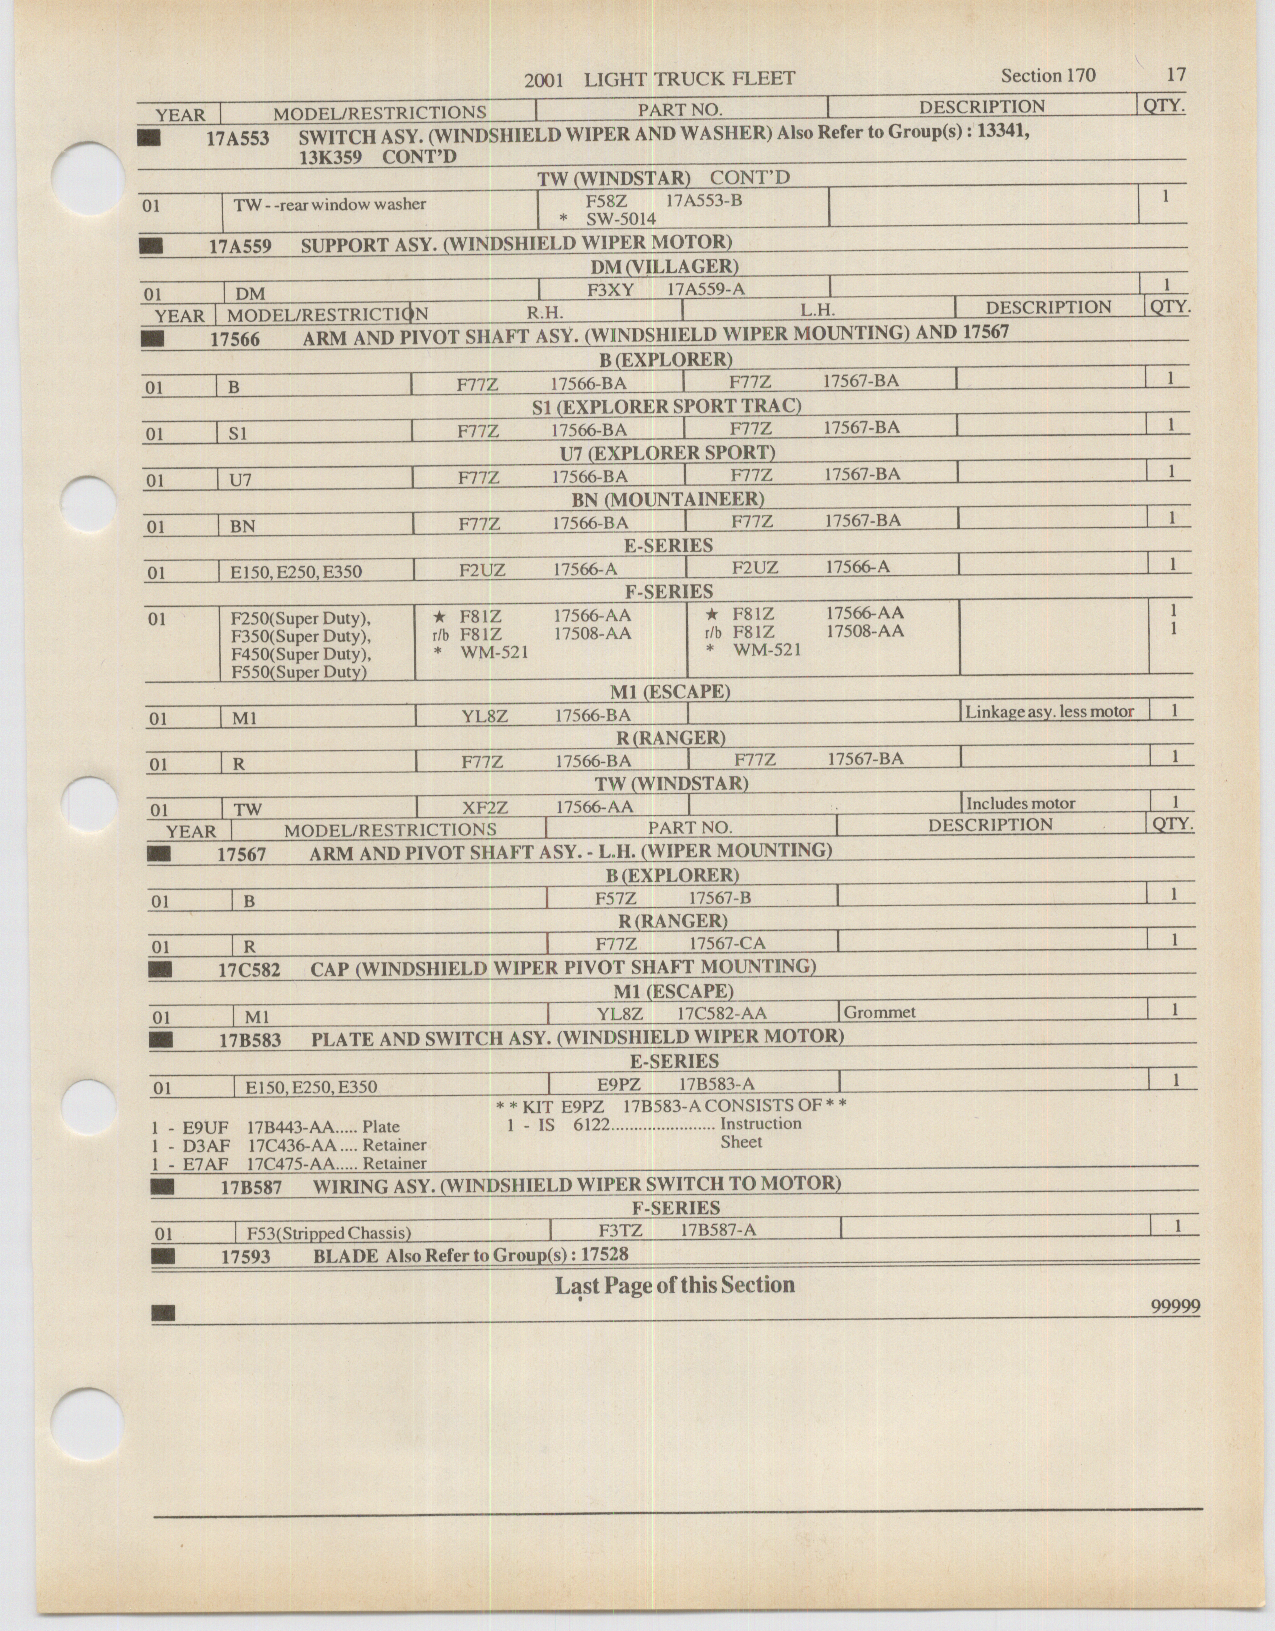 2001 LIGHT TRUCK FLEET Section 170 17
YEAR MODEL/RESTRICTIONS PART NO. DESCRIPTION QTY.
17A553 SWITCH ASY. (WINDSHIELD WIPER AND WASHER) Also Refer to Group(s) : 13341,
13K359 CONT'D
TW (WINDSTAR) CONT'D
01 TW - -rear window washer F58Z 17A553-B 1
* SW-5014
17A559 SUPPORT ASY. (WINDSHIELD WIPER MOTOR)
DM (VILLAGER)
01 DM F3XY 17A559-A 1
YEAR MODEL/RESTRICTION R.H. L.H. DESCRIPTION QTY.
17566 ARM AND PIVOT SHAFT ASY. (WINDSHIELD WIPER MOUNTING) AND 17567
B (EXPLORER)
01 B F77Z 17566-BA F77Z 17567-BA 1
S1 (EXPLORER SPORT TRAC)
01 S1 F77Z 17566-BA F77Z 17567-BA 1
U7 (EXPLORER SPORT)
01 U7 F77Z 17566-BA F77Z 17567-BA 1
BN (MOUNTAINEER)
01 BN F77Z 17566-BA F77Z 17567-BA 1
E-SERIES
01 E150, E250, E350 F2UZ 17566-A F2UZ 17566-A 1
F-SERIES
01 F250(Super Duty), ★ F81Z 17566-AA ★ F81Z 17566-AA 1
F350(Super Duty), r/b F81Z 17508-AA r/b F81Z 17508-AA 1
F450(Super Duty), * WM-521 * WM-521
F550(Super Duty)
M1 (ESCAPE)
01 M1 YL8Z 17566-BA Linkage asy. less motor 1
R (RANGER)
01 R F77Z 17566-BA F77Z 17567-BA 1
TW (WINDSTAR)
01 TW XF2Z 17566-AA Includes motor 1
YEAR MODEL/RESTRICTIONS PART NO. DESCRIPTION QTY.
17567 ARM AND PIVOT SHAFT ASY. - L.H. (WIPER MOUNTING)
B (EXPLORER)
01 B F57Z 17567-B 1
R (RANGER)
01 R F77Z 17567-CA 1
17C582 CAP (WINDSHIELD WIPER PIVOT SHAFT MOUNTING)
M1 (ESCAPE)
01 M1 YL8Z 17C582-AA Grommet 1
17B583 PLATE AND SWITCH ASY. (WINDSHIELD WIPER MOTOR)
E-SERIES
01 E150, E250, E350 E9PZ 17B583-A 1
* * KIT E9PZ 17B583-A CONSISTS OF * *
1 - E9UF 17B443-AA..... Plate 1 - IS 6122....................... Instruction
1 - D3AF 17C436-AA .... Retainer Sheet
1 - E7AF 17C475-AA..... Retainer
17B587 WIRING ASY. (WINDSHIELD WIPER SWITCH TO MOTOR)
F-SERIES
01 F53(Stripped Chassis) F3TZ 17B587-A 1
17593 BLADE Also Refer to Group(s) : 17528
Last Page of this Section
99999